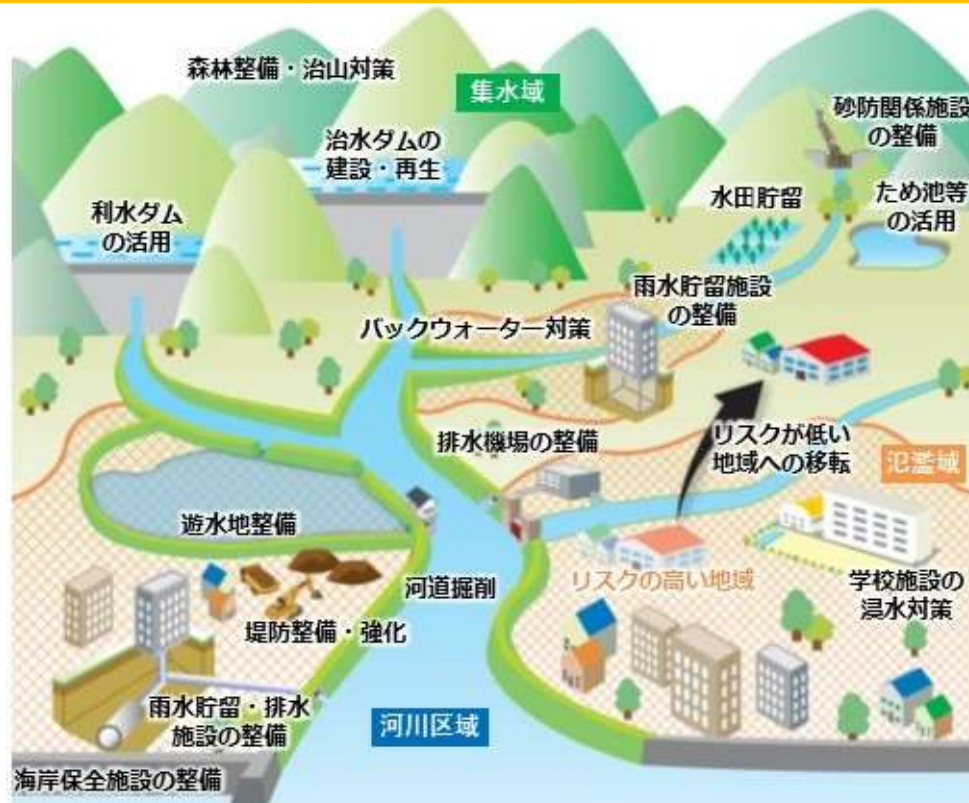 森林整備・治山対策
集水域
砂防関係施設
の整備
治水ダムの
建設・再生
水田貯留
ため池等
の活用
利水ダム
の活用
雨水貯留施設
の整備
バックウォーター対策
排水機場の整備
リスクが低い
地域への移転
氾濫域
遊水地整備
リスクの高い地域
河道掘削
学校施設の
浸水対策
堤防整備・強化
雨水貯留・排水
施設の整備
河川区域
海岸保全施設の整備